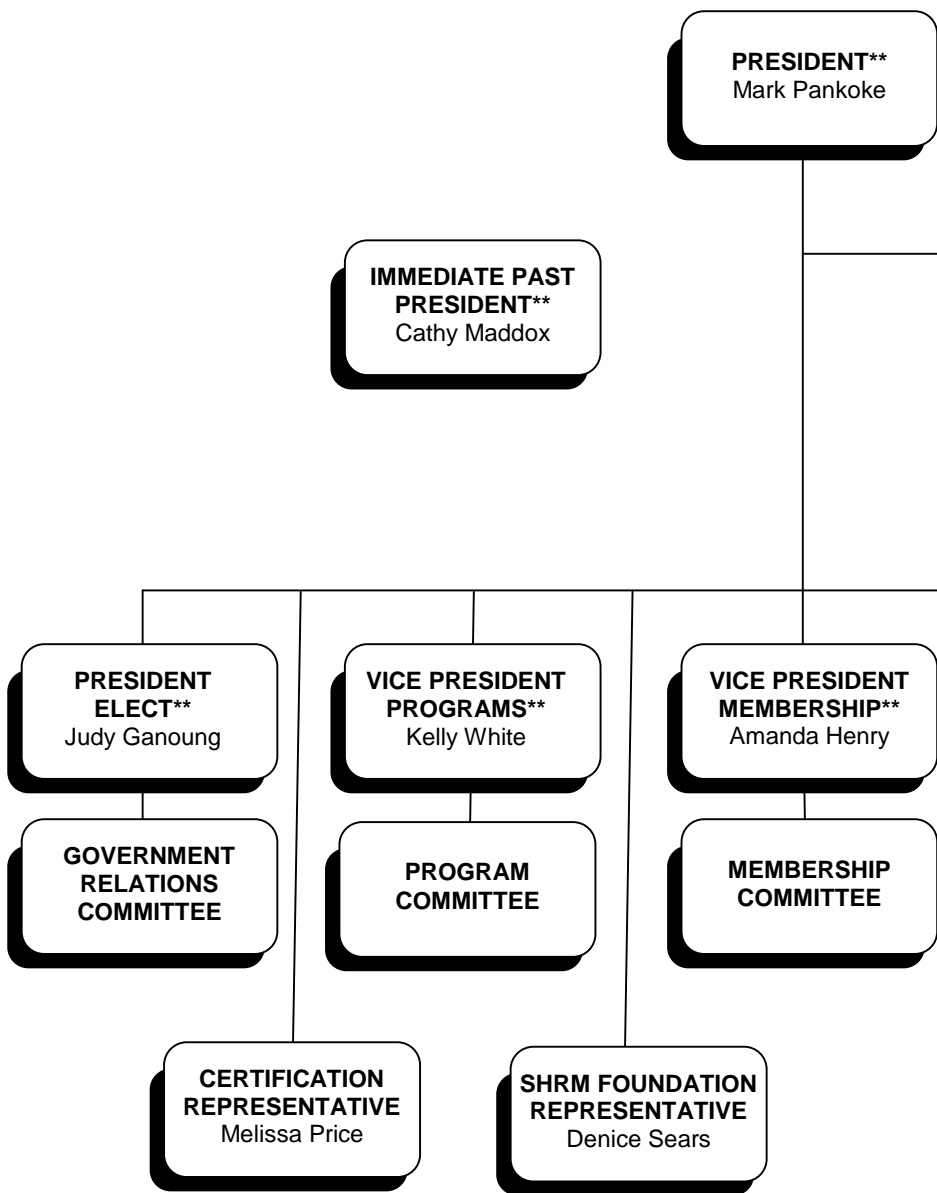 PRESIDENT**
Mark Pankoke
IMMEDIATE PAST
PRESIDENT**
Cathy Maddox
PRESIDENT
ELECT**
Judy Ganoung
VICE PRESIDENT
PROGRAMS**
Kelly White
VICE PRESIDENT
MEMBERSHIP**
Amanda Henry
GOVERNMENT
RELATIONS
COMMITTEE
PROGRAM
COMMITTEE
MEMBERSHIP
COMMITTEE
CERTIFICATION
REPRESENTATIVE
Melissa Price
SHRM FOUNDATION
REPRESENTATIVE
Denice Sears